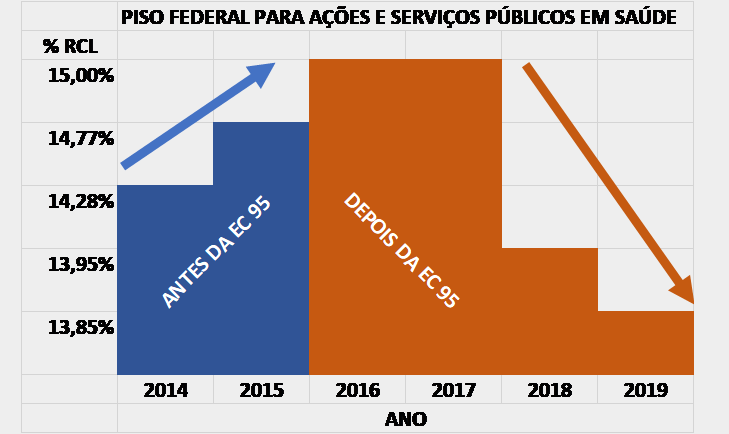 PISO FEDERAL PARA AÇÕES E SERVIÇOS PÚBLICOS EM SAÚDE
% RCL
15,00%
14,77%
14,28%
13,95%
13,85%
ANTES DA EC 95
DEPOIS DA EC 95
2014 2015 2016 2017 2018 2019
ANO